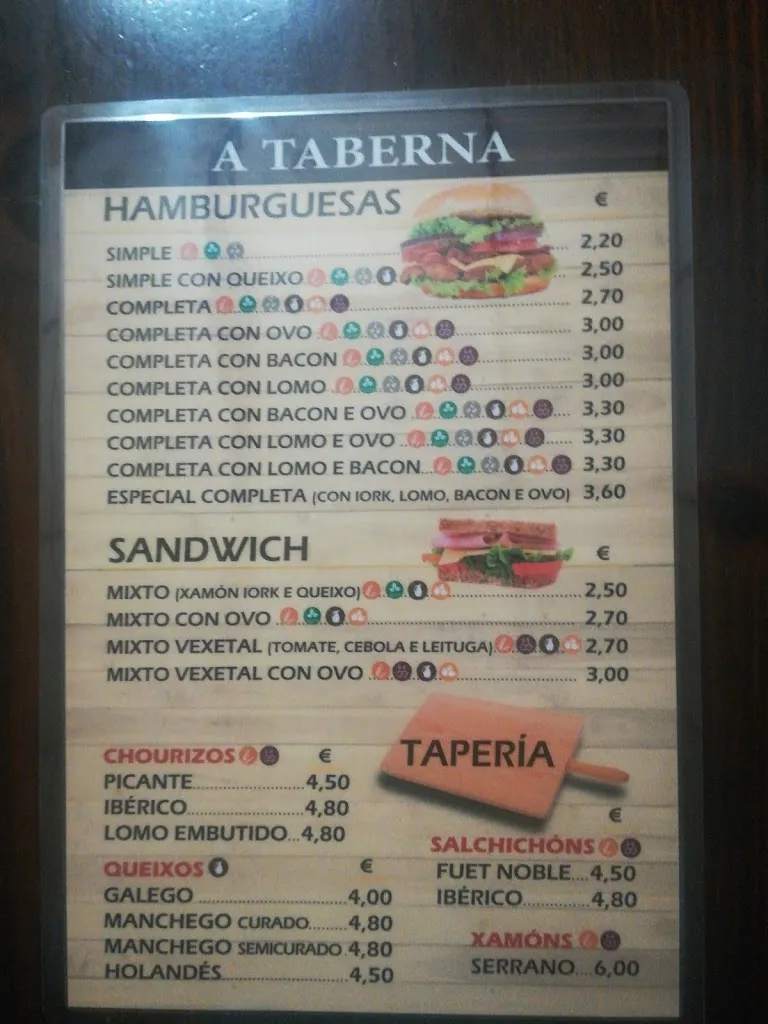 A TABERNA
HAMBURGUESAS €
SIMPLE 2,20
SIMPLE CON QUEIXO 2,50
COMPLETA 2,70
COMPLETA CON OVO 3,00
COMPLETA CON BACON 3,00
COMPLETA CON LOMO 3,00
COMPLETA CON BACON E OVO 3,30
COMPLETA CON LOMO E OVO 3,30
COMPLETA CON LOMO E BACON 3,30
ESPECIAL COMPLETA (CON IORK, LOMO, BACON E OVO) 3,60
SANDWICH €
MIXTO (XAMÓN IORK E QUEIXO) 2,50
MIXTO CON OVO 2,70
MIXTO VEXETAL (TOMATE, CEBOLA E LEITUGA) 2,70
MIXTO VEXETAL CON OVO 3,00
TAPERÍA
CHOURIZOS €
PICANTE 4,50
IBÉRICO 4,80
LOMO EMBUTIDO 4,80
QUEIXOS €
GALEGO 4,00
MANCHEGO CURADO 4,80
MANCHEGO SEMICURADO 4,80
HOLANDÉS 4,50
€
SALCHICHÓNS
FUET NOBLE 4,50
IBÉRICO 4,80
XAMÓNS
SERRANO 6,00